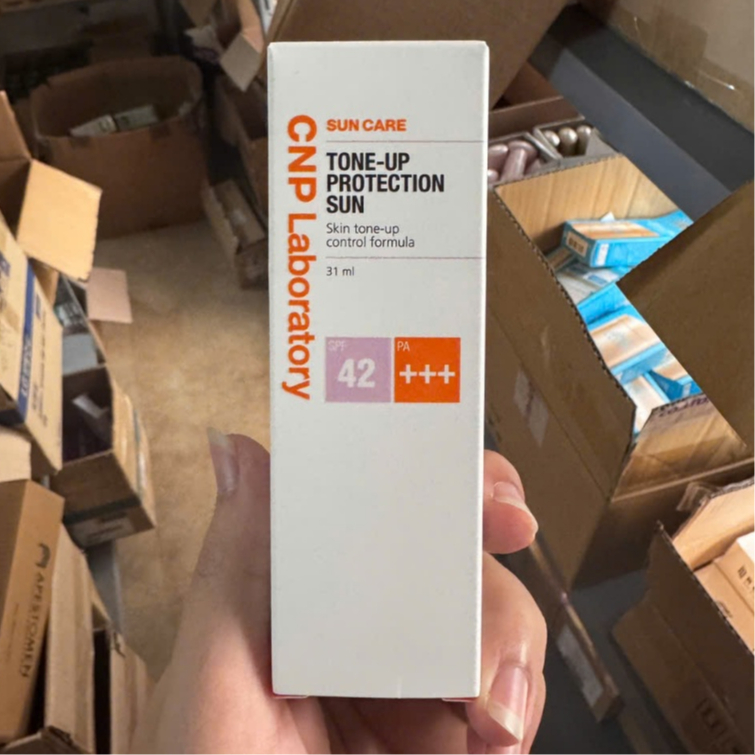 CNP Laboratory
SUN CARE
TONE-UP
PROTECTION
SUN
Skin tone-up
control formula
31 ml
SPF
42
PA
+++